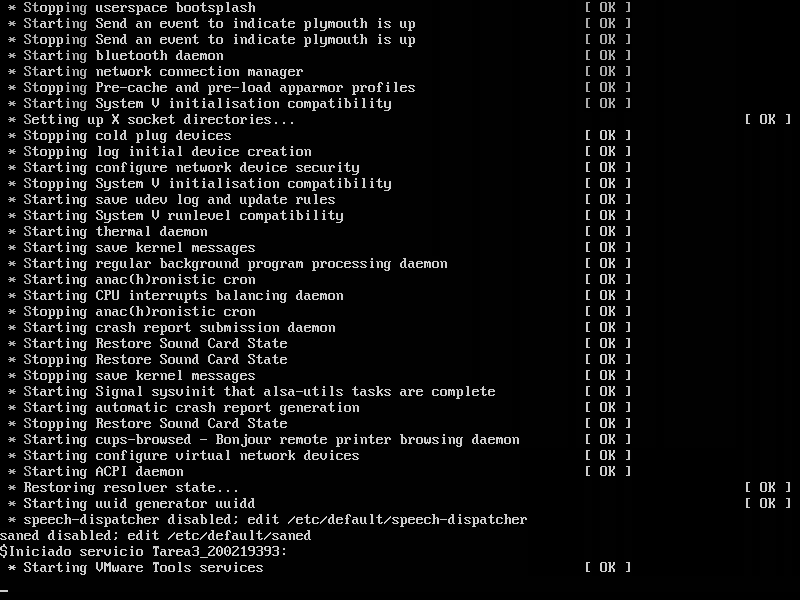 * Stopping userspace bootsplash [ OK ]
* Starting Send an event to indicate plymouth is up [ OK ]
* Stopping Send an event to indicate plymouth is up [ OK ]
* Starting bluetooth daemon [ OK ]
* Starting network connection manager [ OK ]
* Stopping Pre-cache and pre-load apparmor profiles [ OK ]
* Starting System V initialisation compatibility [ OK ]
* Setting up X socket directories... [ OK ]
* Stopping cold plug devices [ OK ]
* Stopping log initial device creation [ OK ]
* Starting configure network device security [ OK ]
* Stopping System V initialisation compatibility [ OK ]
* Starting save udev log and update rules [ OK ]
* Starting System V runlevel compatibility [ OK ]
* Starting thermal daemon [ OK ]
* Starting save kernel messages [ OK ]
* Starting regular background program processing daemon [ OK ]
* Starting anac(h)ronistic cron [ OK ]
* Starting CPU interrupts balancing daemon [ OK ]
* Stopping anac(h)ronistic cron [ OK ]
* Starting crash report submission daemon [ OK ]
* Starting Restore Sound Card State [ OK ]
* Stopping Restore Sound Card State [ OK ]
* Stopping save kernel messages [ OK ]
* Starting Signal sysvinit that alsa-utils tasks are complete [ OK ]
* Starting automatic crash report generation [ OK ]
* Stopping Restore Sound Card State [ OK ]
* Starting cups-browsed - Bonjour remote printer browsing daemon [ OK ]
* Starting configure virtual network devices [ OK ]
* Starting ACPI daemon [ OK ]
* Restoring resolver state... [ OK ]
* Starting uuid generator uuidd [ OK ]
* speech-dispatcher disabled; edit /etc/default/speech-dispatcher
saned disabled; edit /etc/default/saned
$Iniciado servicio Tarea3_200219393:
* Starting VMware Tools services [ OK ]